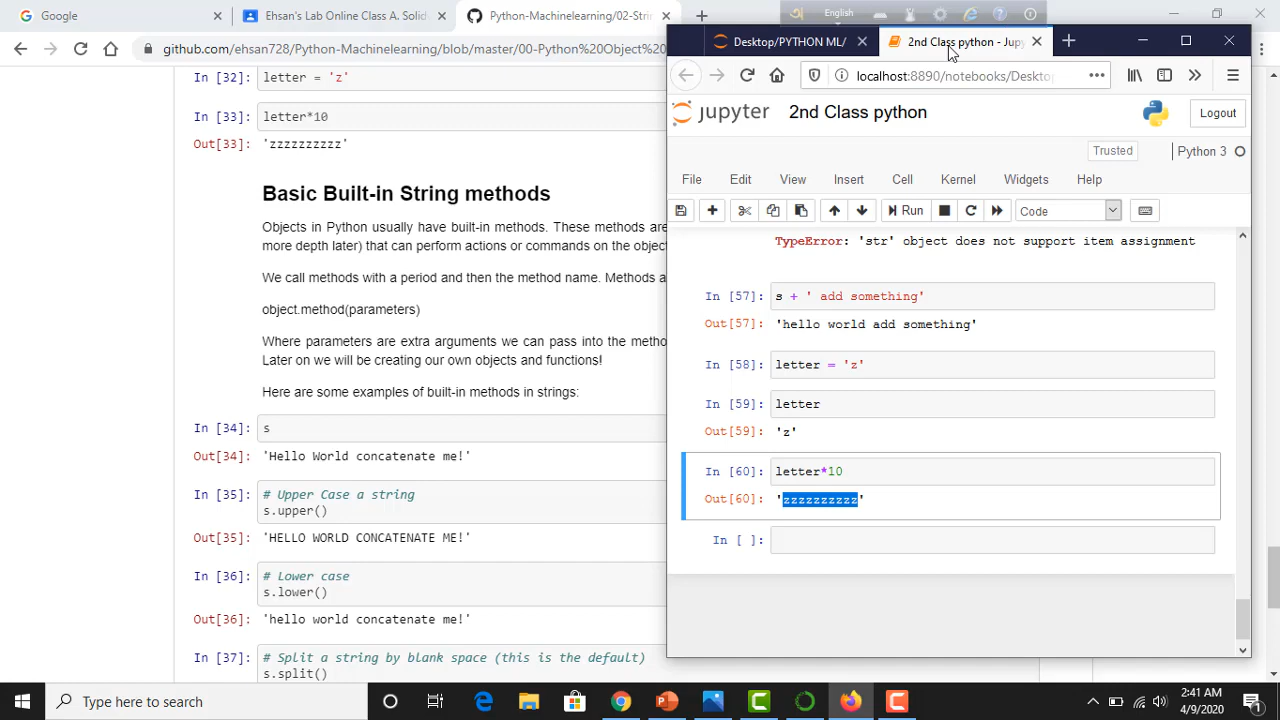 Google
Ehsan's Lab Online Class A. Solid
Python-Machinelearning/02-Strin
English
github.com/ehsan728/Python-Machinelearning/blob/master/00-Python%20Object%
In [32]: letter = 'z'
In [33]: letter*10
Out[33]: 'zzzzzzzzzz'
Basic Built-in String methods
Objects in Python usually have built-in methods. These methods are
more depth later) that can perform actions or commands on the object
We call methods with a period and then the method name. Methods a
object.method(parameters)
Where parameters are extra arguments we can pass into the metho
Later on we will be creating our own objects and functions!
Here are some examples of built-in methods in strings:
In [34]: s
Out[34]: 'Hello World concatenate me!'
In [35]: # Upper Case a string
s.upper()
Out[35]: 'HELLO WORLD CONCATENATE ME!'
In [36]: # Lower case
s.lower()
Out[36]: 'hello world concatenate me!'
In [37]: # Split a string by blank space (this is the default)
s.split()
Desktop/PYTHON ML/
2nd Class python - Jupy
localhost:8890/notebooks/Desktop
jupyter 2nd Class python
Logout
Trusted
Python 3
File Edit View Insert Cell Kernel Widgets Help
Run
Code
TypeError: 'str' object does not support item assignment
In [57]: s + ' add something'
Out[57]: 'hello world add something'
In [58]: letter = 'z'
In [59]: letter
Out[59]: 'z'
In [60]: letter*10
Out[60]: 'zzzzzzzzzz'
In [ ]:
Type here to search
2:41 AM
4/9/2020